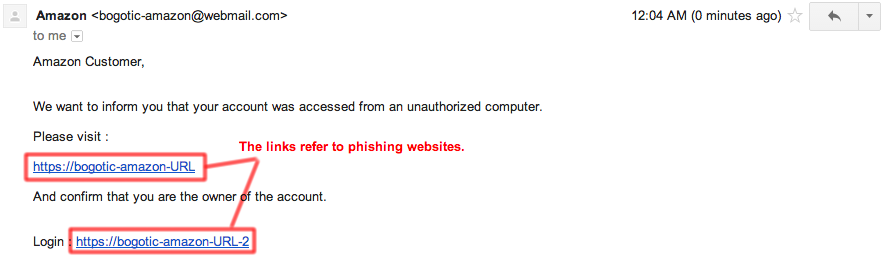 Amazon <bogotic-amazon@webmail.com> 12:04 AM (0 minutes ago)
to me
Amazon Customer,
We want to inform you that your account was accessed from an unauthorized computer.
Please visit :
The links refer to phishing websites.
https://bogotic-amazon-URL
And confirm that you are the owner of the account.
Login : https://bogotic-amazon-URL-2